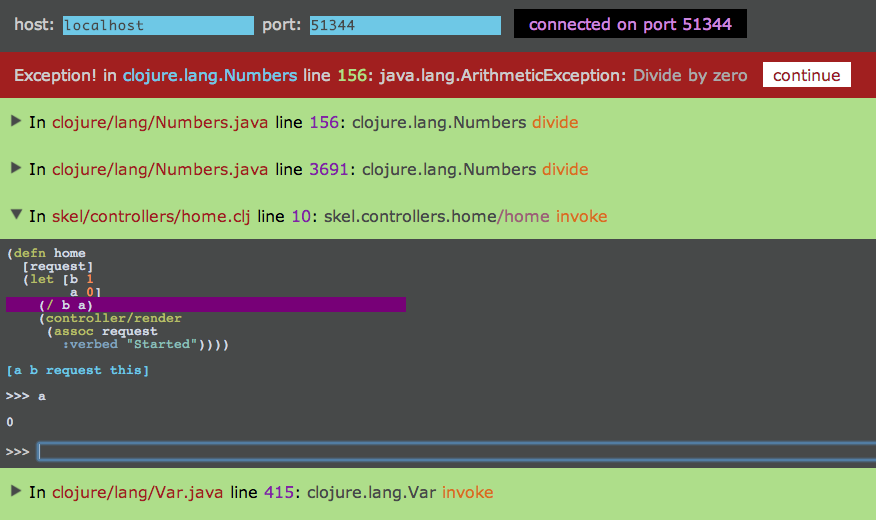 host: localhost port: 51344 connected on port 51344
Exception! in clojure.lang.Numbers line 156: java.lang.ArithmeticException: Divide by zero continue
In clojure/lang/Numbers.java line 156: clojure.lang.Numbers divide
In clojure/lang/Numbers.java line 3691: clojure.lang.Numbers divide
In skel/controllers/home.clj line 10: skel.controllers.home/home invoke
(defn home
  [request]
  (let [b 1
        a 0]
    (/ b a)
    (controller/render
     (assoc request
       :verbed "Started"))))
[a b request this]
>>> a
0
>>>
In clojure/lang/Var.java line 415: clojure.lang.Var invoke